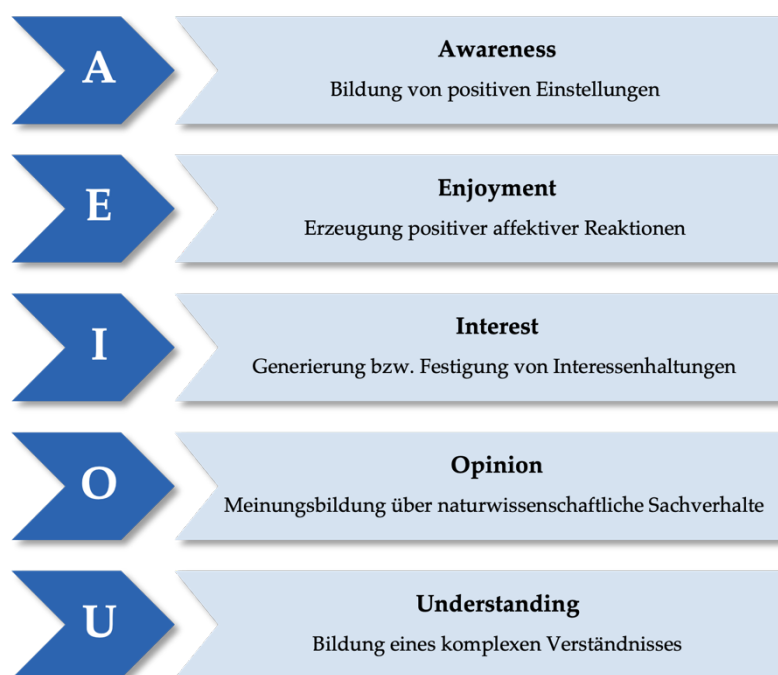 A
Awareness
Bildung von positiven Einstellungen
E
Enjoyment
Erzeugung positiver affektiver Reaktionen
I
Interest
Generierung bzw. Festigung von Interessenhaltungen
O
Opinion
Meinungsbildung über naturwissenschaftliche Sachverhalte
U
Understanding
Bildung eines komplexen Verständnisses